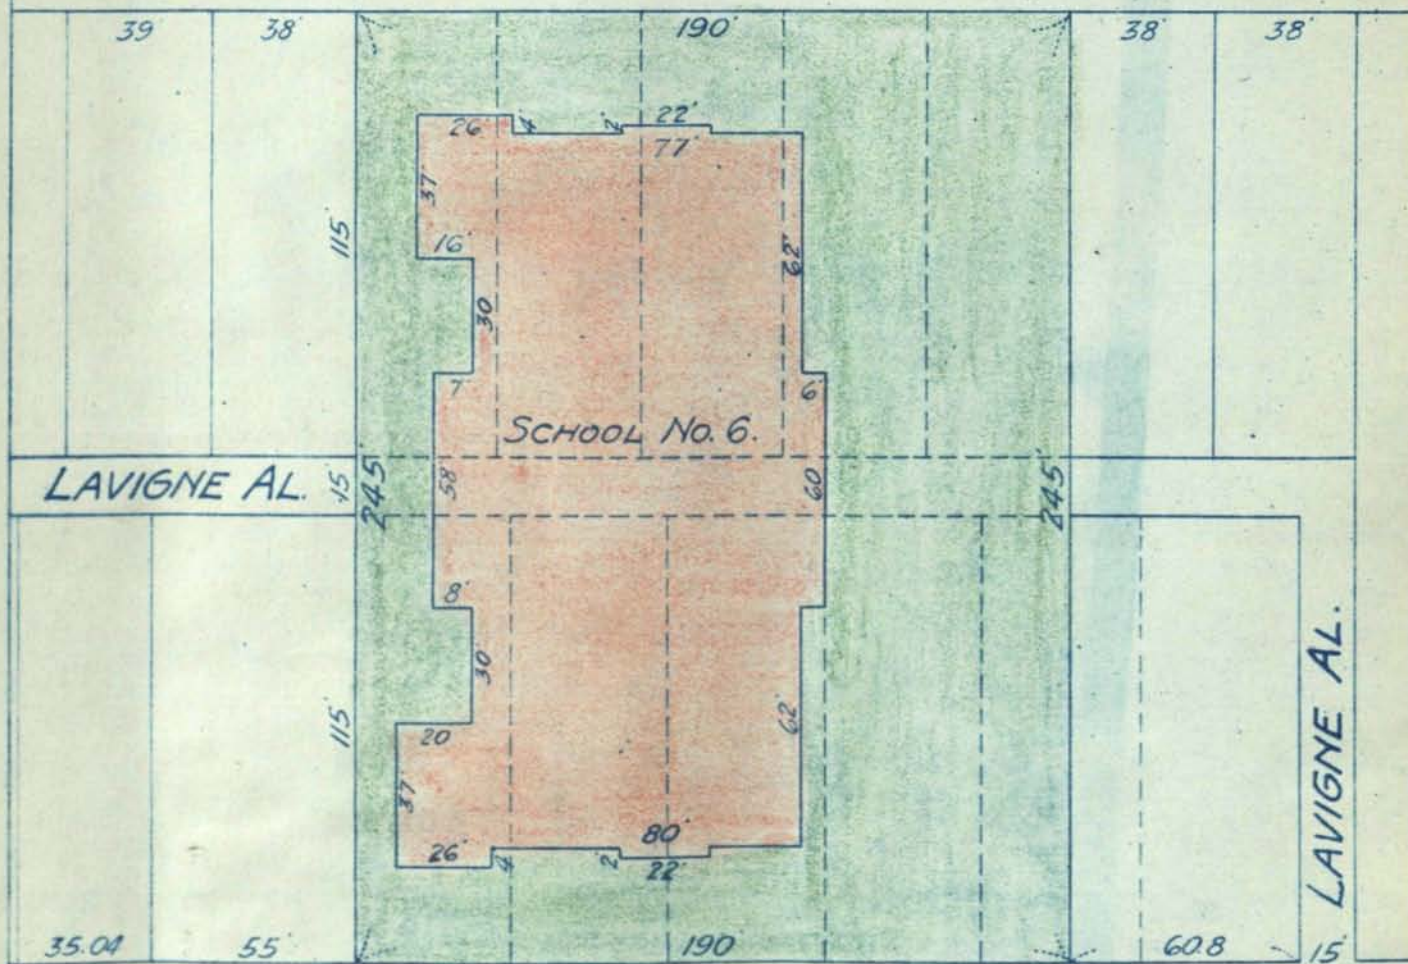 39' 38' 190' 38' 38'
26' 4' 2' 22'
77'
37'
115' 16' 62'
30
7' 6'
SCHOOL No. 6.
LAVIGNE AL. 15' 245' 58' 60' 245'
8'
30'
115' 20 62'
37'
80'
26' 4' 2' 22'
LAVIGNE AL.
35.04 55' 190' 60.8 15.